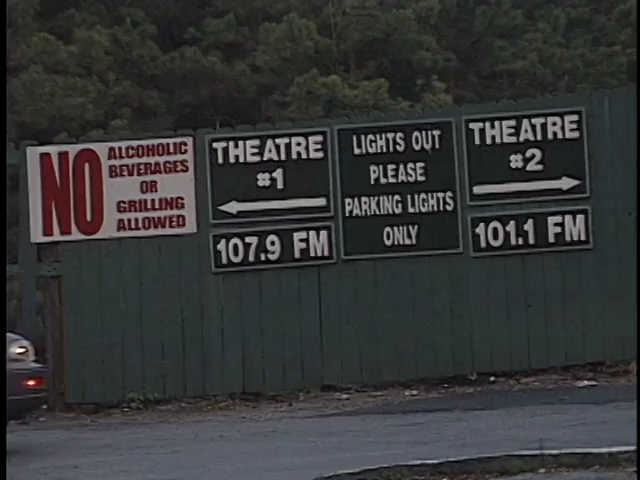 NO
ALCOHOLIC
BEVERAGES
OR
GRILLING
ALLOWED
THEATRE
#1
107.9 FM
LIGHTS OUT
PLEASE
PARKING LIGHTS
ONLY
THEATRE
#2
101.1 FM